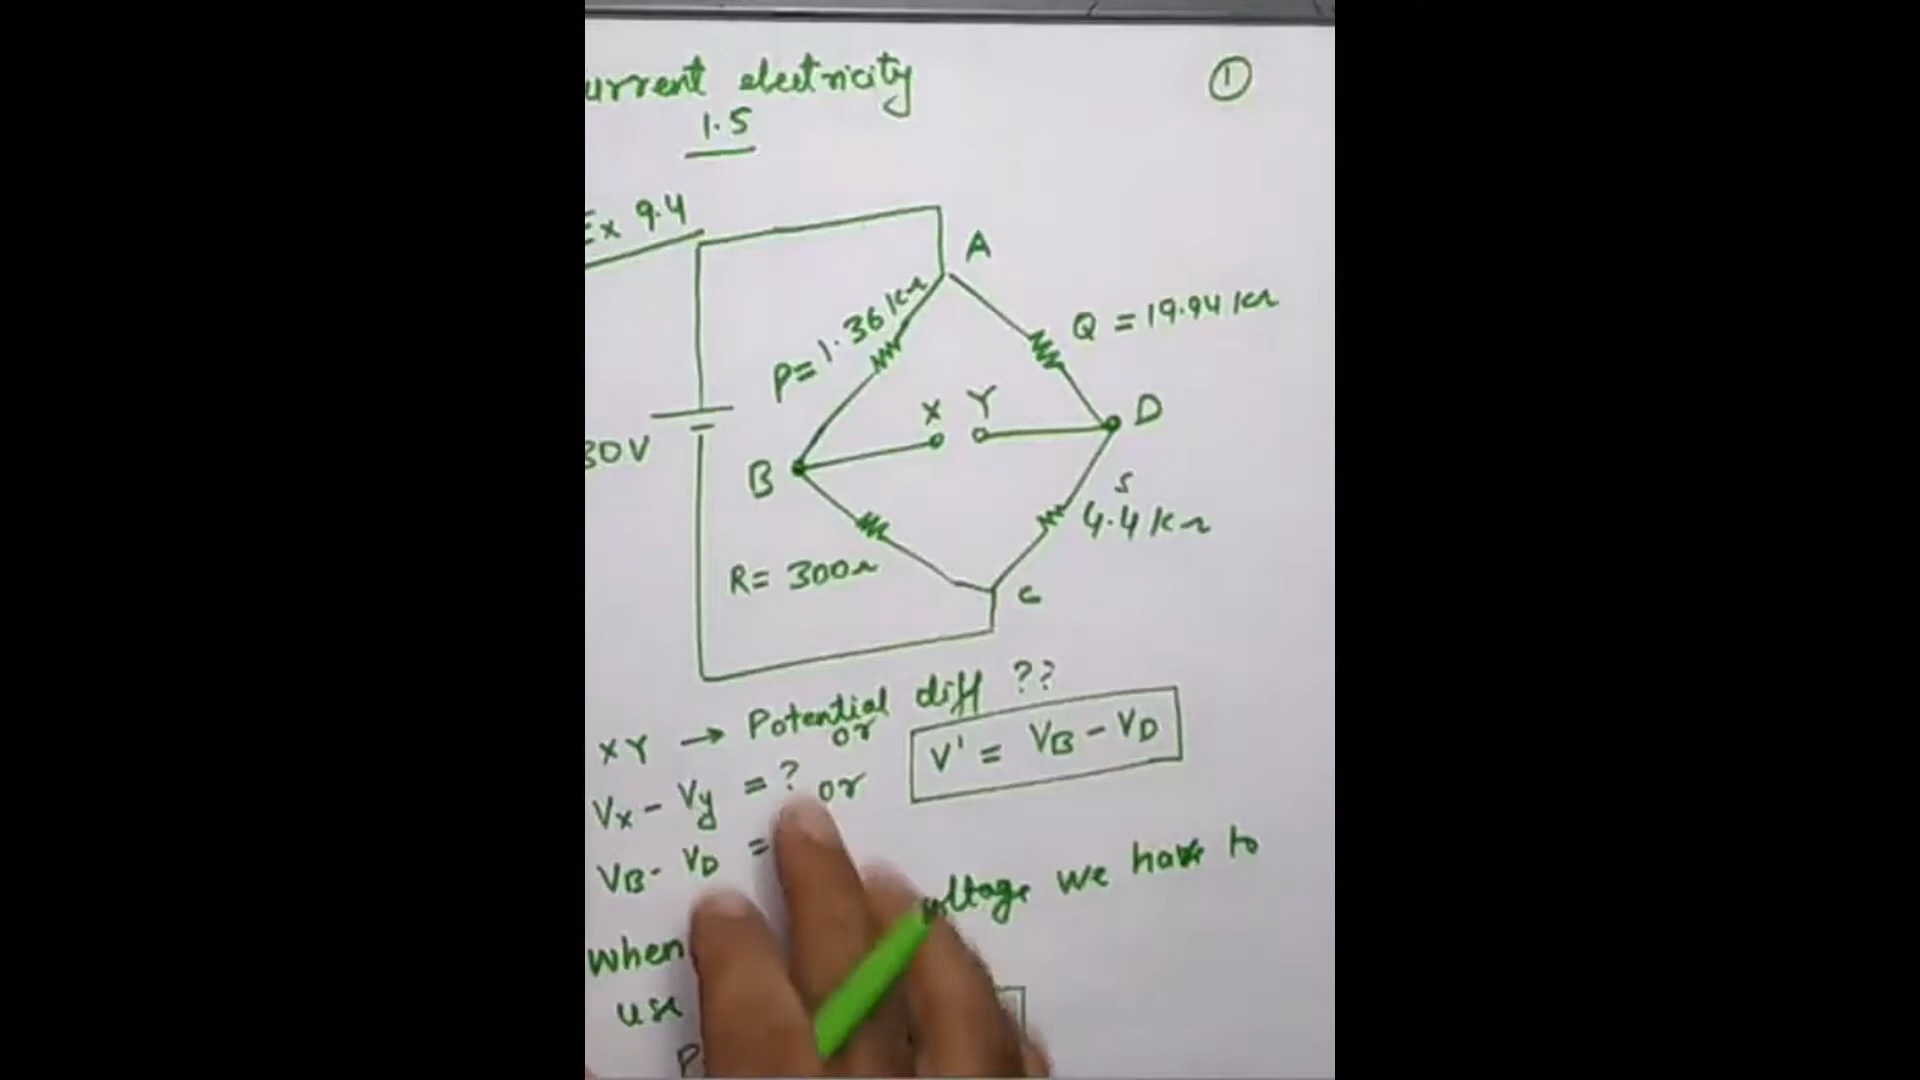 urrent electricity
1
1.5
Ex 9.4
A
P= 1.36 KΩ
Q = 19.94 KΩ
X Y
D
30V
B
S
4.4 KΩ
R= 300Ω
C
XY → Potential diff ??
or
V' = VB - VD
Vx - Vy = ? or
VB - VD =
When
oltage we have to
use
P